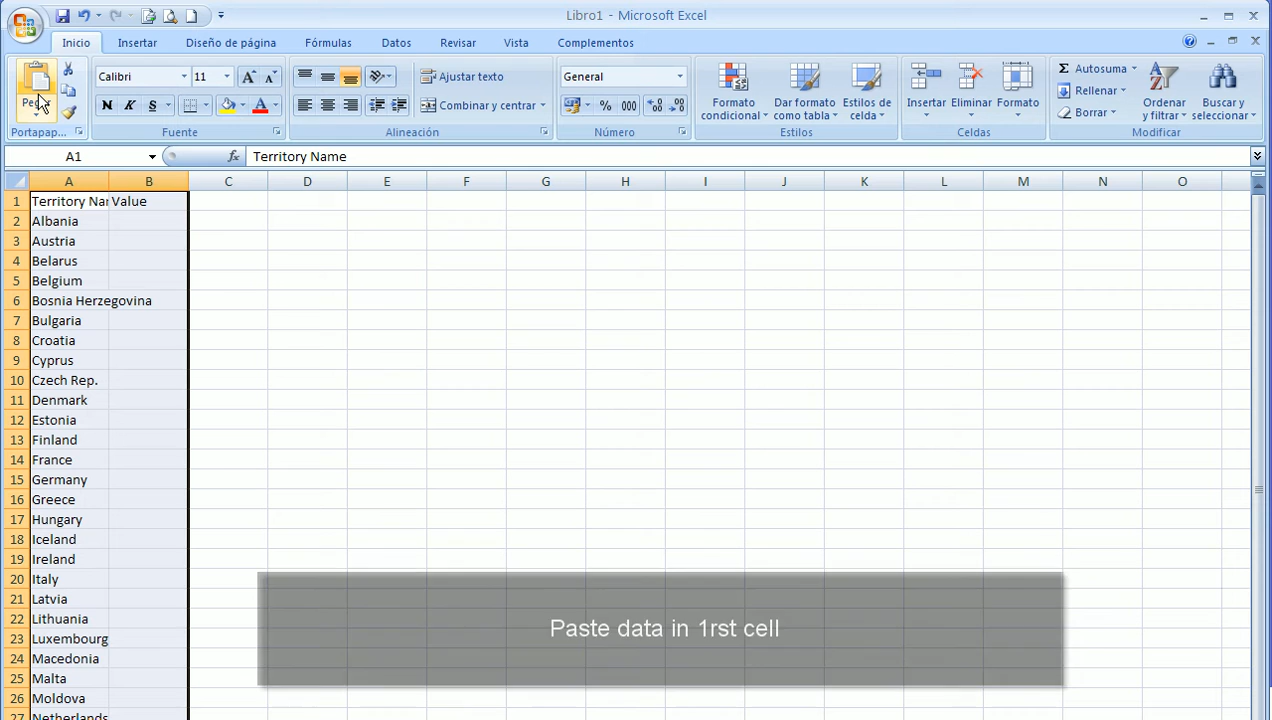 Libro1 - Microsoft Excel
Inicio Insertar Diseño de página Fórmulas Datos Revisar Vista Complementos
Calibri 11 Ajustar texto General Σ Autosuma
Rellenar
N K S Combinar y centrar % 000 Formato condicional Dar formato como tabla Estilos de celda Insertar Eliminar Formato Borrar Ordenar y filtrar Buscar y seleccionar
Portapap... Fuente Alineación Número Estilos Celdas Modificar
A1 fx Territory Name
A B C D E F G H I J K L M N O
1 Territory Nar Value
2 Albania
3 Austria
4 Belarus
5 Belgium
6 Bosnia Herzegovina
7 Bulgaria
8 Croatia
9 Cyprus
10 Czech Rep.
11 Denmark
12 Estonia
13 Finland
14 France
15 Germany
16 Greece
17 Hungary
18 Iceland
19 Ireland
20 Italy
21 Latvia
22 Lithuania
23 Luxembourg
24 Macedonia
25 Malta
26 Moldova
27 Netherlands
Paste data in 1rst cell